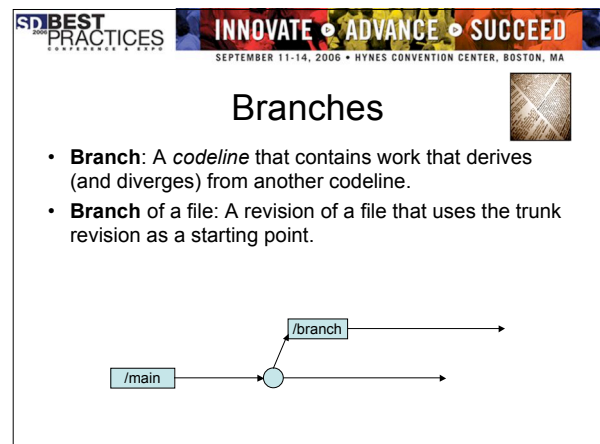 SD BEST
2006 PRACTICES
CONFERENCE & EXPO
INNOVATE ADVANCE SUCCEED
SEPTEMBER 11-14, 2006 • HYNES CONVENTION CENTER, BOSTON, MA
Branches
• Branch: A codeline that contains work that derives
(and diverges) from another codeline.
• Branch of a file: A revision of a file that uses the trunk
revision as a starting point.
/branch
/main